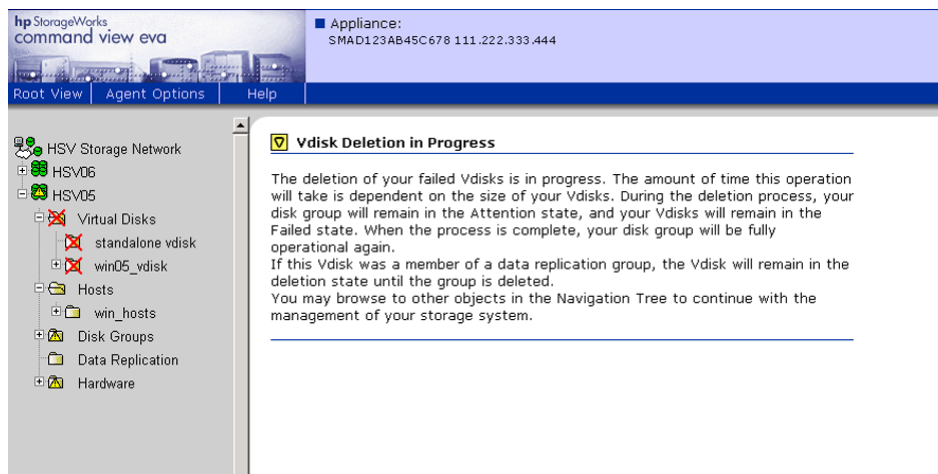 hp StorageWorks
command view eva
Appliance:
SMAD123AB45C678 111.222.333.444
Root View Agent Options Help
HSV Storage Network
HSV06
HSV05
Virtual Disks
standalone vdisk
win05_vdisk
Hosts
win_hosts
Disk Groups
Data Replication
Hardware
Vdisk Deletion in Progress
The deletion of your failed Vdisks is in progress. The amount of time this operation
will take is dependent on the size of your Vdisks. During the deletion process, your
disk group will remain in the Attention state, and your Vdisks will remain in the
Failed state. When the process is complete, your disk group will be fully
operational again.
If this Vdisk was a member of a data replication group, the Vdisk will remain in the
deletion state until the group is deleted.
You may browse to other objects in the Navigation Tree to continue with the
management of your storage system.